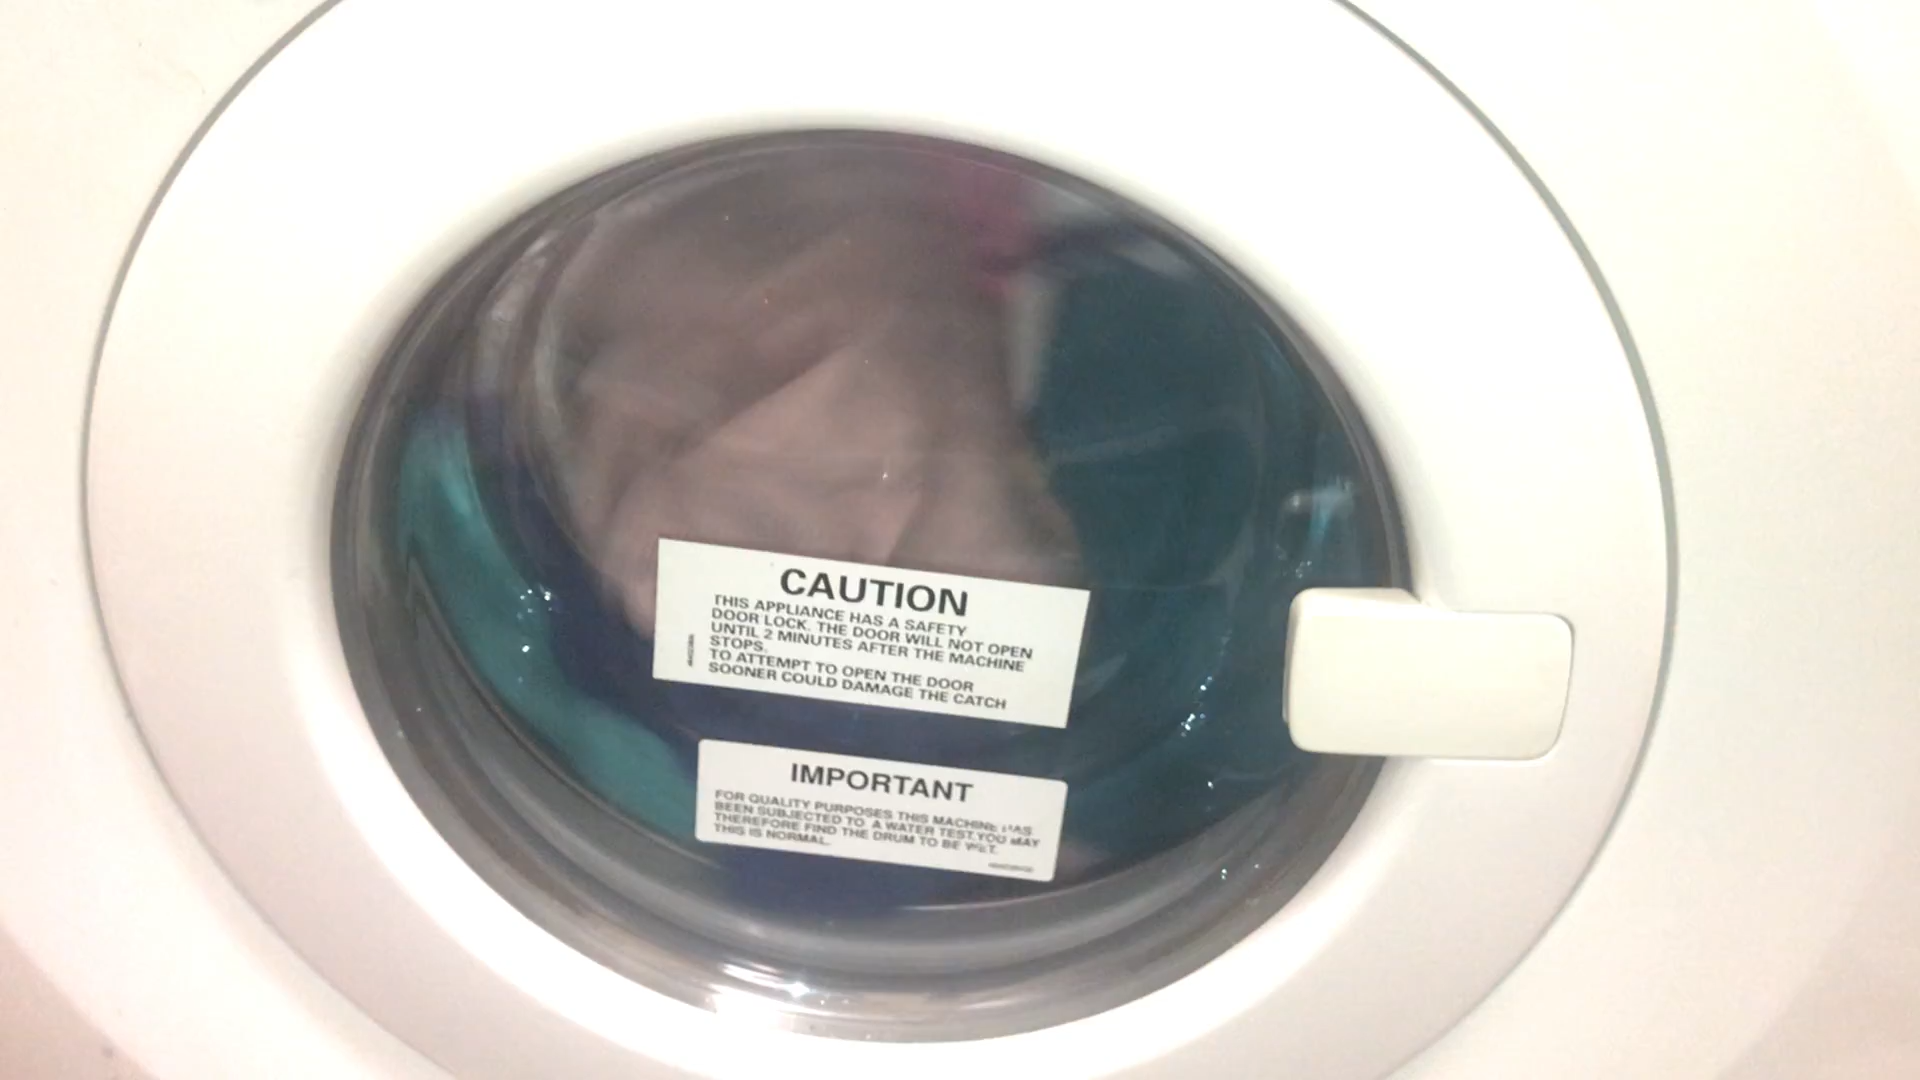 CAUTION
THIS APPLIANCE HAS A SAFETY
DOOR LOCK. THE DOOR WILL NOT OPEN
UNTIL 2 MINUTES AFTER THE MACHINE
STOPS.
TO ATTEMPT TO OPEN THE DOOR
SOONER COULD DAMAGE THE CATCH
IMPORTANT
FOR QUALITY PURPOSES THIS MACHINE HAS
BEEN SUBJECTED TO A WATER TEST.YOU MAY
THEREFORE FIND THE DRUM TO BE WET.
THIS IS NORMAL.